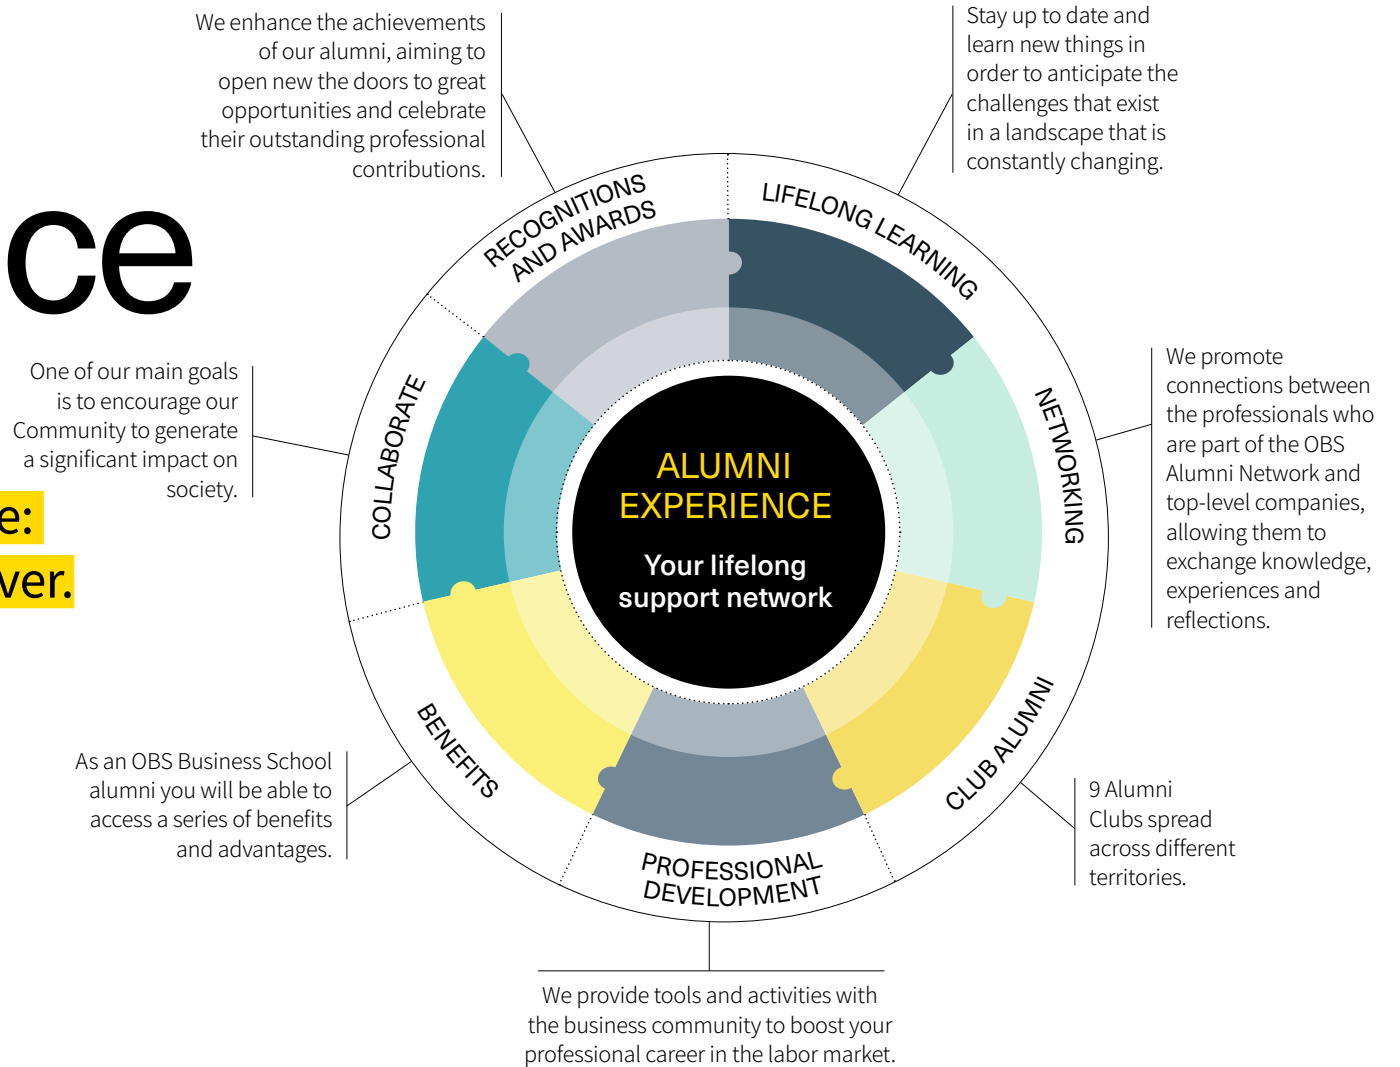 We enhance the achievements
of our alumni, aiming to
open new the doors to great
opportunities and celebrate
their outstanding professional
contributions.
Stay up to date and
learn new things in
order to anticipate the
challenges that exist
in a landscape that is
constantly changing.
ce
RECOGNITIONS
AND AWARDS
LIFELONG LEARNING
One of our main goals
is to encourage our
Community to generate
a significant impact on
society.
e:
ver.
COLLABORATE
NETWORKING
We promote
connections between
the professionals who
are part of the OBS
Alumni Network and
top-level companies,
allowing them to
exchange knowledge,
experiences and
reflections.
ALUMNI
EXPERIENCE
Your lifelong
support network
BENEFITS
CLUB ALUMNI
As an OBS Business School
alumni you will be able to
access a series of benefits
and advantages.
9 Alumni
Clubs spread
across different
territories.
PROFESSIONAL
DEVELOPMENT
We provide tools and activities with
the business community to boost your
professional career in the labor market.